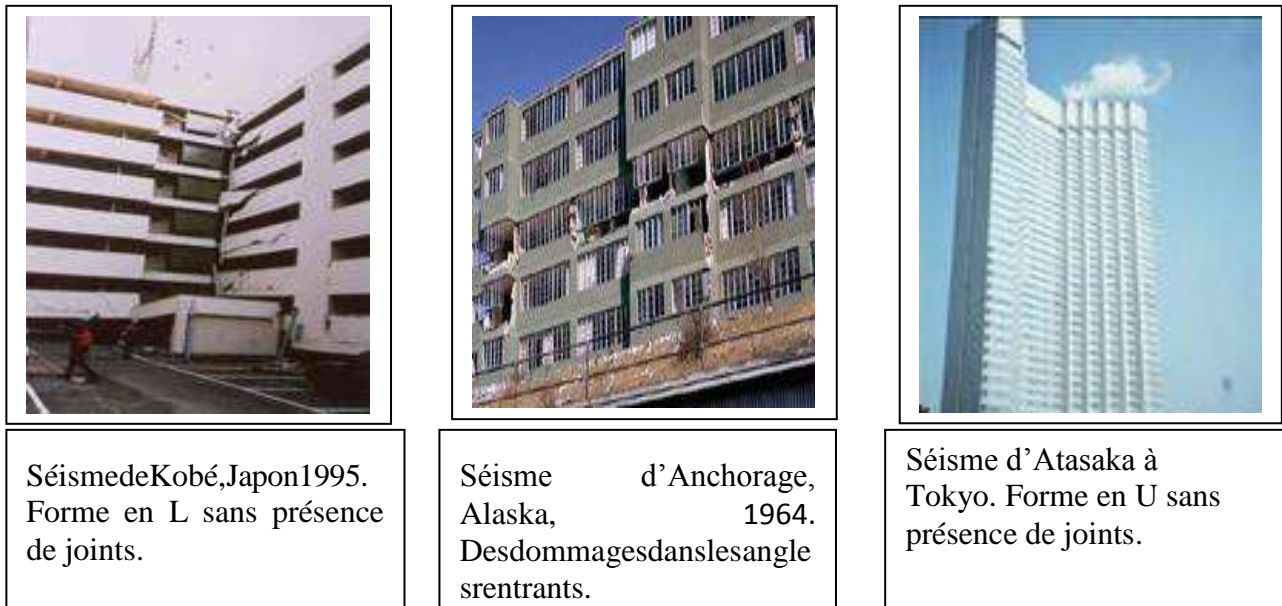 SéismedeKobé,Japon1995.
Forme en L sans présence
de joints.
Séisme d’Anchorage,
Alaska, 1964.
Desdommagesdanslesangle
srentrants.
Séisme d’Atasaka à
Tokyo. Forme en U sans
présence de joints.